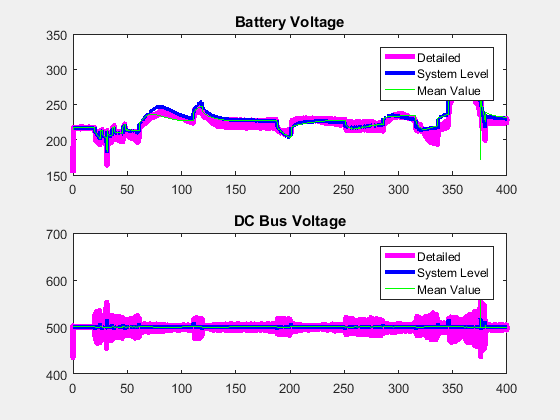 Battery Voltage
350
300
250
200
150
Detailed
System Level
Mean Value
0 50 100 150 200 250 300 350 400
DC Bus Voltage
700
600
500
400
Detailed
System Level
Mean Value
0 50 100 150 200 250 300 350 400